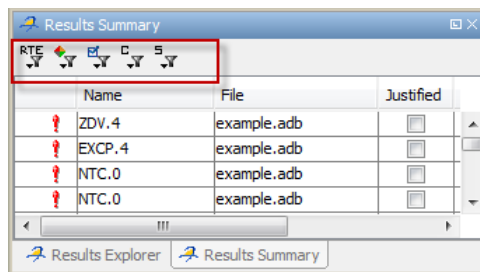 Results Summary
RTE C S
Name File Justified
ZDV.4 example.adb
EXCP.4 example.adb
NTC.0 example.adb
NTC.0 example.adb
Results Explorer Results Summary